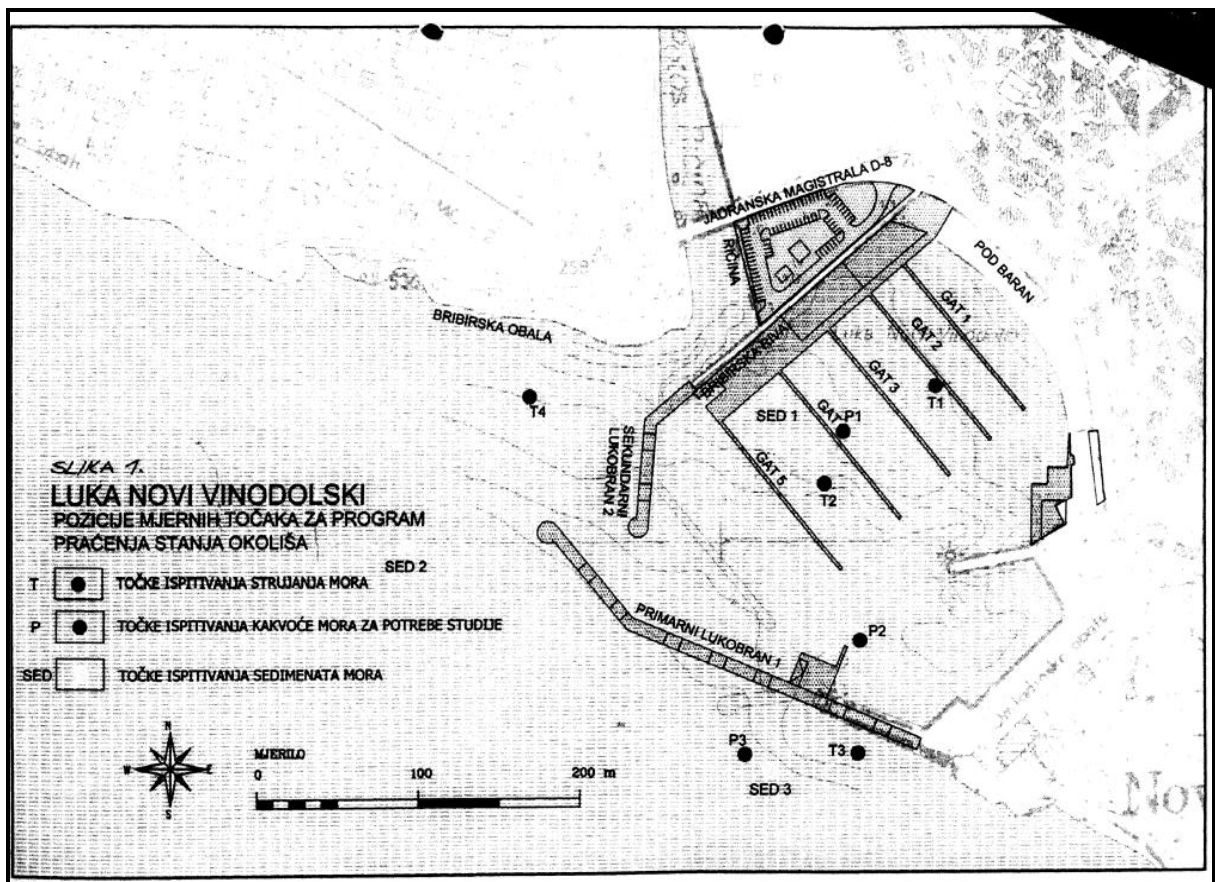 JADRANSKA MAGISTRALA D-8
RIČINA
POD BARAN
BRIBIRSKA OBALA
BRIBIRSKA RIVA
GAT 1
GAT 2
GAT 3
GAT
GAT 5
SED 1
P1
T1
T2
T4
SEKUNDARNI
LUKOBRAN 2
SLIKA 1.
LUKA NOVI VINODOLSKI
POZICIJE MJERNIH TOČAKA ZA PROGRAM
PRAĆENJA STANJA OKOLIŠA
SED 2
T TOČKE ISPITIVANJA STRUJANJA MORA
P TOČKE ISPITIVANJA KAKVOĆE MORA ZA POTREBE STUDIJE
SED TOČKE ISPITIVANJA SEDIMENATA MORA
PRIMARNI LUKOBRAN 1
P2
P3
T3
SED 3
N
W E
S
MJERILO
0 100 200 m